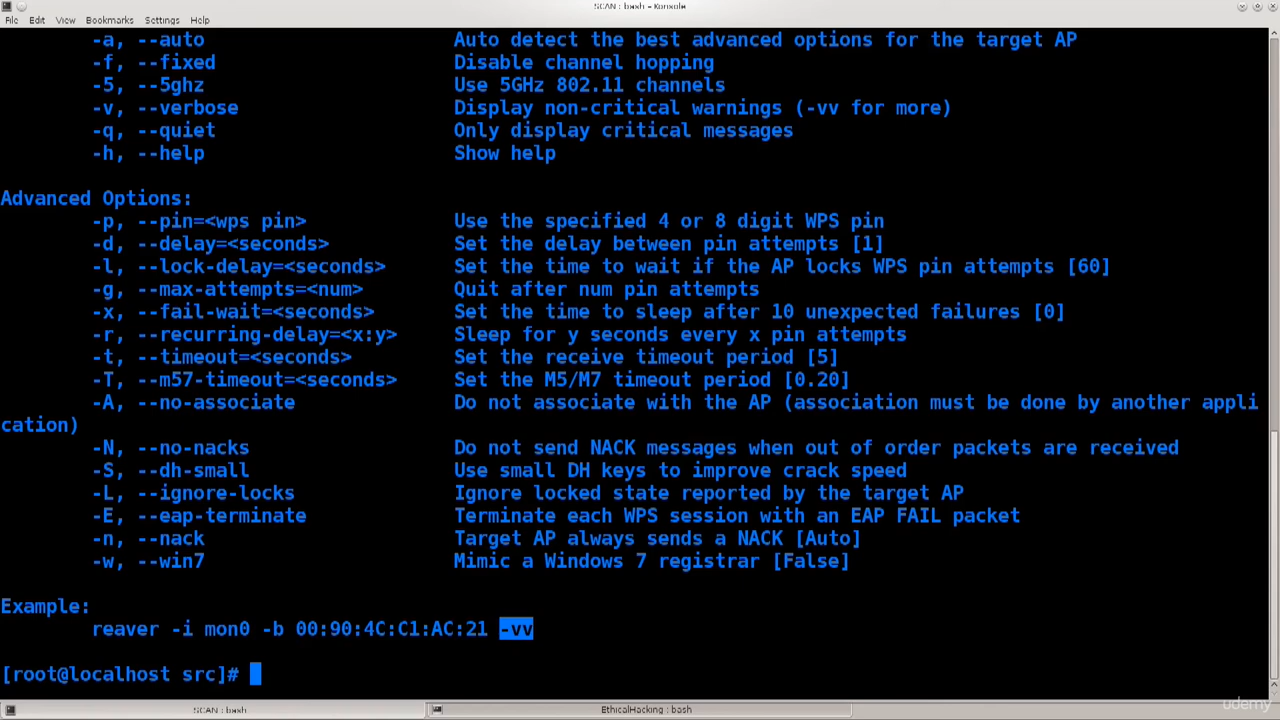 SCAN : bash – Konsole
File Edit View Bookmarks Settings Help
-a, --auto Auto detect the best advanced options for the target AP
-f, --fixed Disable channel hopping
-5, --5ghz Use 5GHz 802.11 channels
-v, --verbose Display non-critical warnings (-vv for more)
-q, --quiet Only display critical messages
-h, --help Show help
Advanced Options:
-p, --pin=<wps pin> Use the specified 4 or 8 digit WPS pin
-d, --delay=<seconds> Set the delay between pin attempts [1]
-l, --lock-delay=<seconds> Set the time to wait if the AP locks WPS pin attempts [60]
-g, --max-attempts=<num> Quit after num pin attempts
-x, --fail-wait=<seconds> Set the time to sleep after 10 unexpected failures [0]
-r, --recurring-delay=<x:y> Sleep for y seconds every x pin attempts
-t, --timeout=<seconds> Set the receive timeout period [5]
-T, --m57-timeout=<seconds> Set the M5/M7 timeout period [0.20]
-A, --no-associate Do not associate with the AP (association must be done by another appli
cation)
-N, --no-nacks Do not send NACK messages when out of order packets are received
-S, --dh-small Use small DH keys to improve crack speed
-L, --ignore-locks Ignore locked state reported by the target AP
-E, --eap-terminate Terminate each WPS session with an EAP FAIL packet
-n, --nack Target AP always sends a NACK [Auto]
-w, --win7 Mimic a Windows 7 registrar [False]
Example:
reaver -i mon0 -b 00:90:4C:C1:AC:21 -vv
[root@localhost src]#
SCAN : bash EthicalHacking : bash
udemy